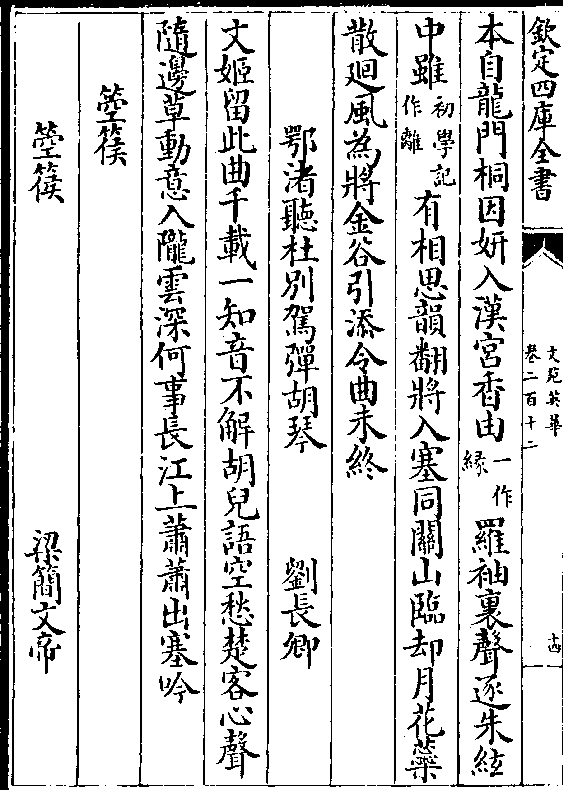 欽定四庫全書
文苑英華
卷二百十二
十四
本自龍門桐因妍入漢宮香由一作緣羅袖裏聲逐朱絃
中雖初學記作離有相思韻翻將入塞同關山臨却月花蘂
散廻風為將金谷引添令曲未終
鄂渚聽杜別駕彈胡琴 劉長卿
文姬留此曲千載一知音不解胡兒語空愁楚客心聲
隨邊草動意入隴雲深何事長江上蕭蕭出塞吟
箜篌
箜篌 梁簡文帝